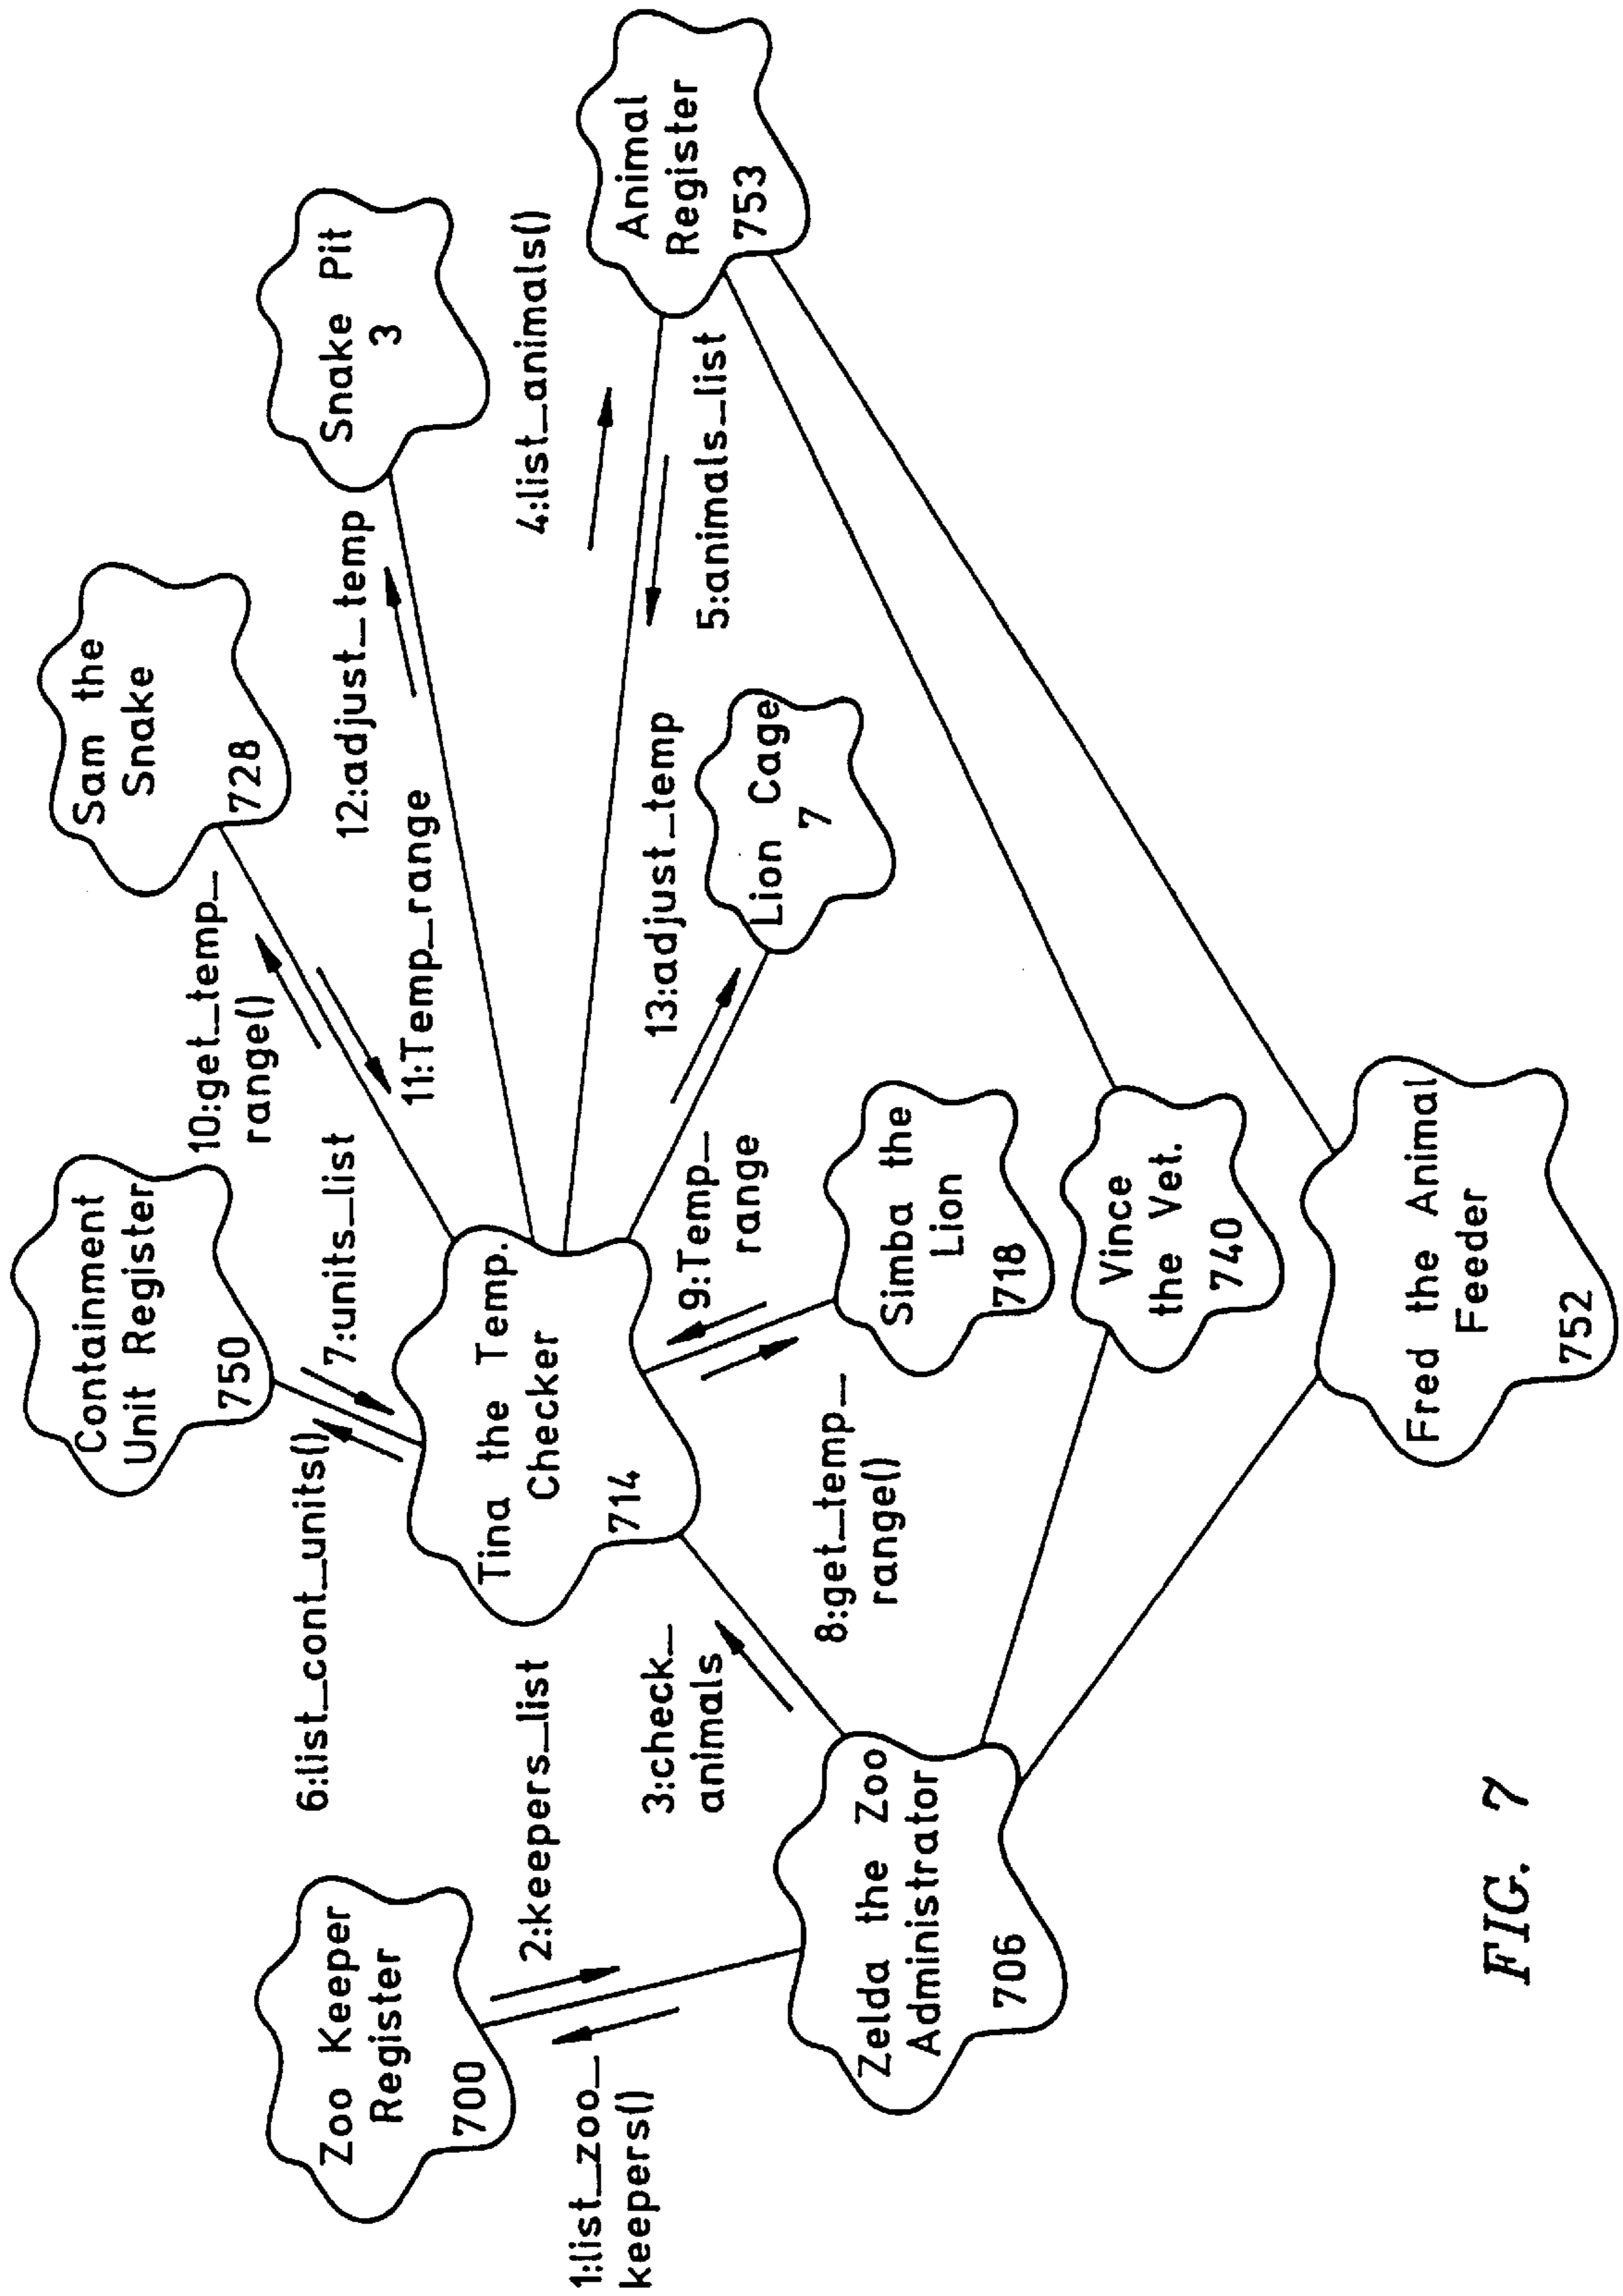 Zoo Keeper
Register
700
1:list_zoo_
keepers()
2:keepers_list
Zelda the Zoo
Administrator
706
3:check_
animals
Containment
Unit Register
750
6:list_cont_units()
7:units_list
Tina the Temp.
Checker
714
8:get_temp_
range()
9:Temp_
range
Simba the
Lion
718
Vince
the Vet.
740
Fred the Animal
Feeder
752
Sam the
Snake
728
10:get_temp_
range()
11:Temp_range
12:adjust_temp
Snake Pit
3
13:adjust_temp
Lion Cage
7
4:list_animals()
5:animals_list
Animal
Register
753
FIG. 7